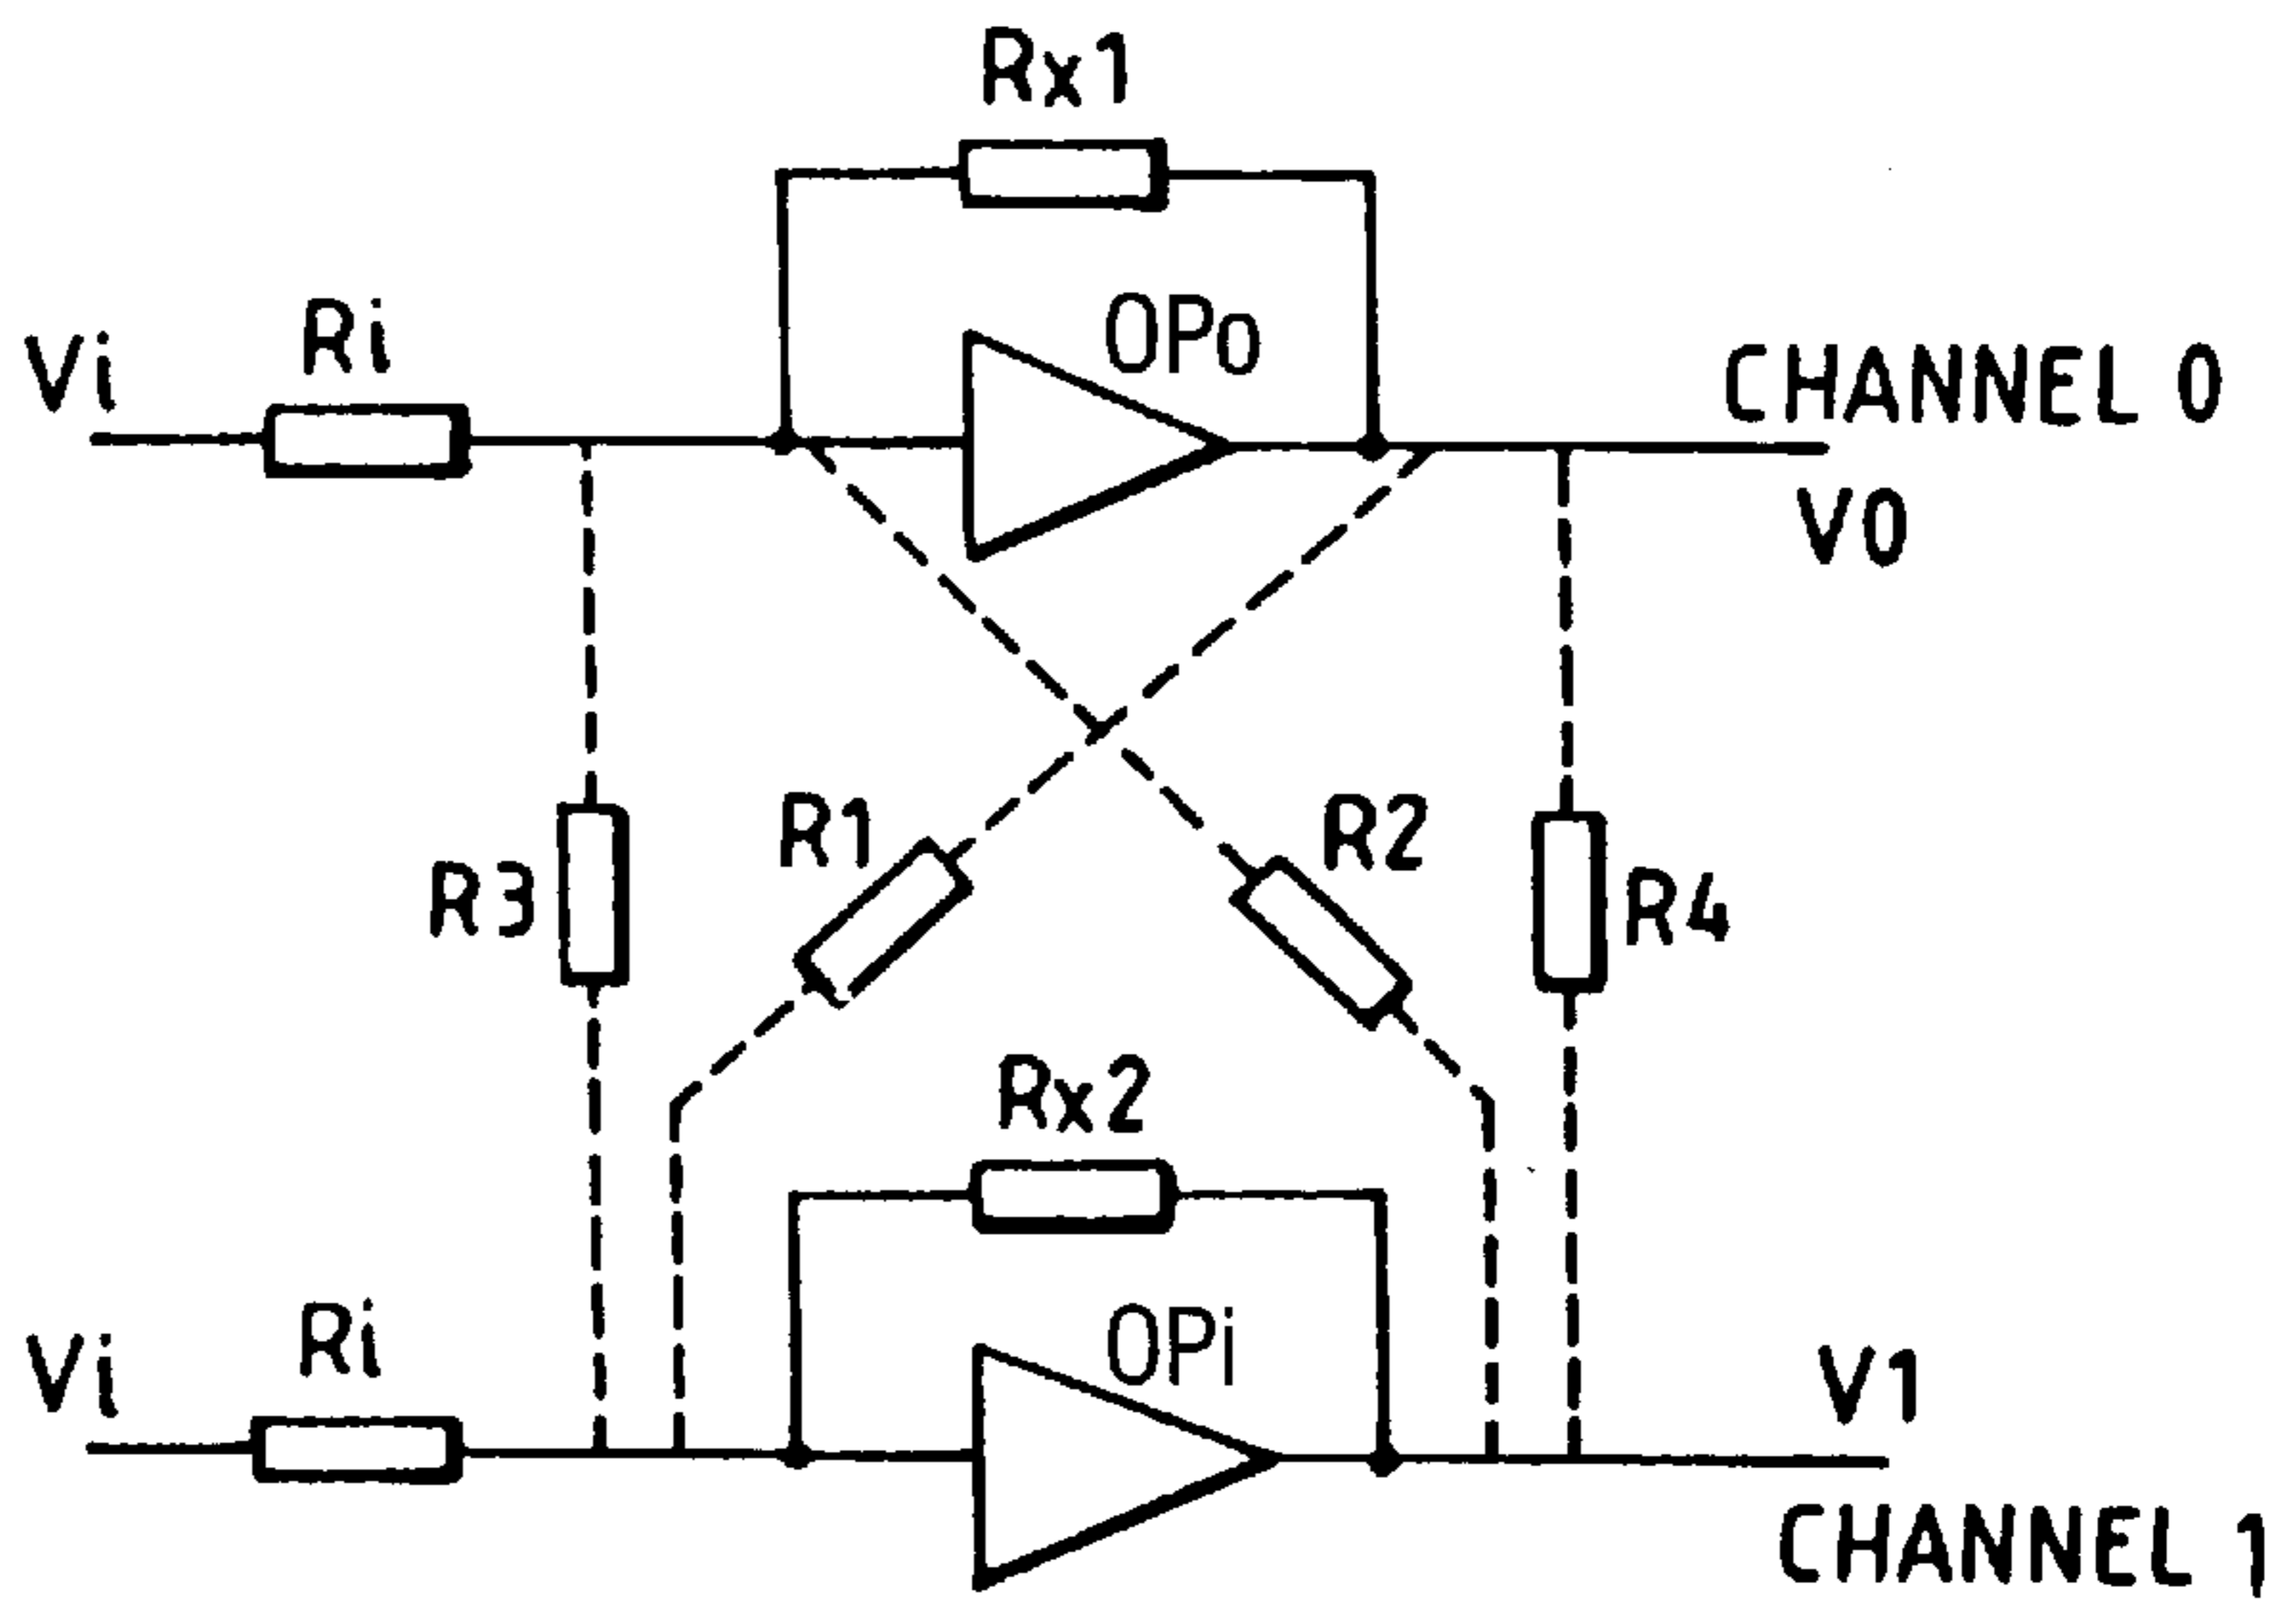 Rx1
OPo
Ri
Vi
CHANNEL 0
V0
R1
R2
R3
R4
Rx2
OPi
Ri
Vi
V1
CHANNEL 1